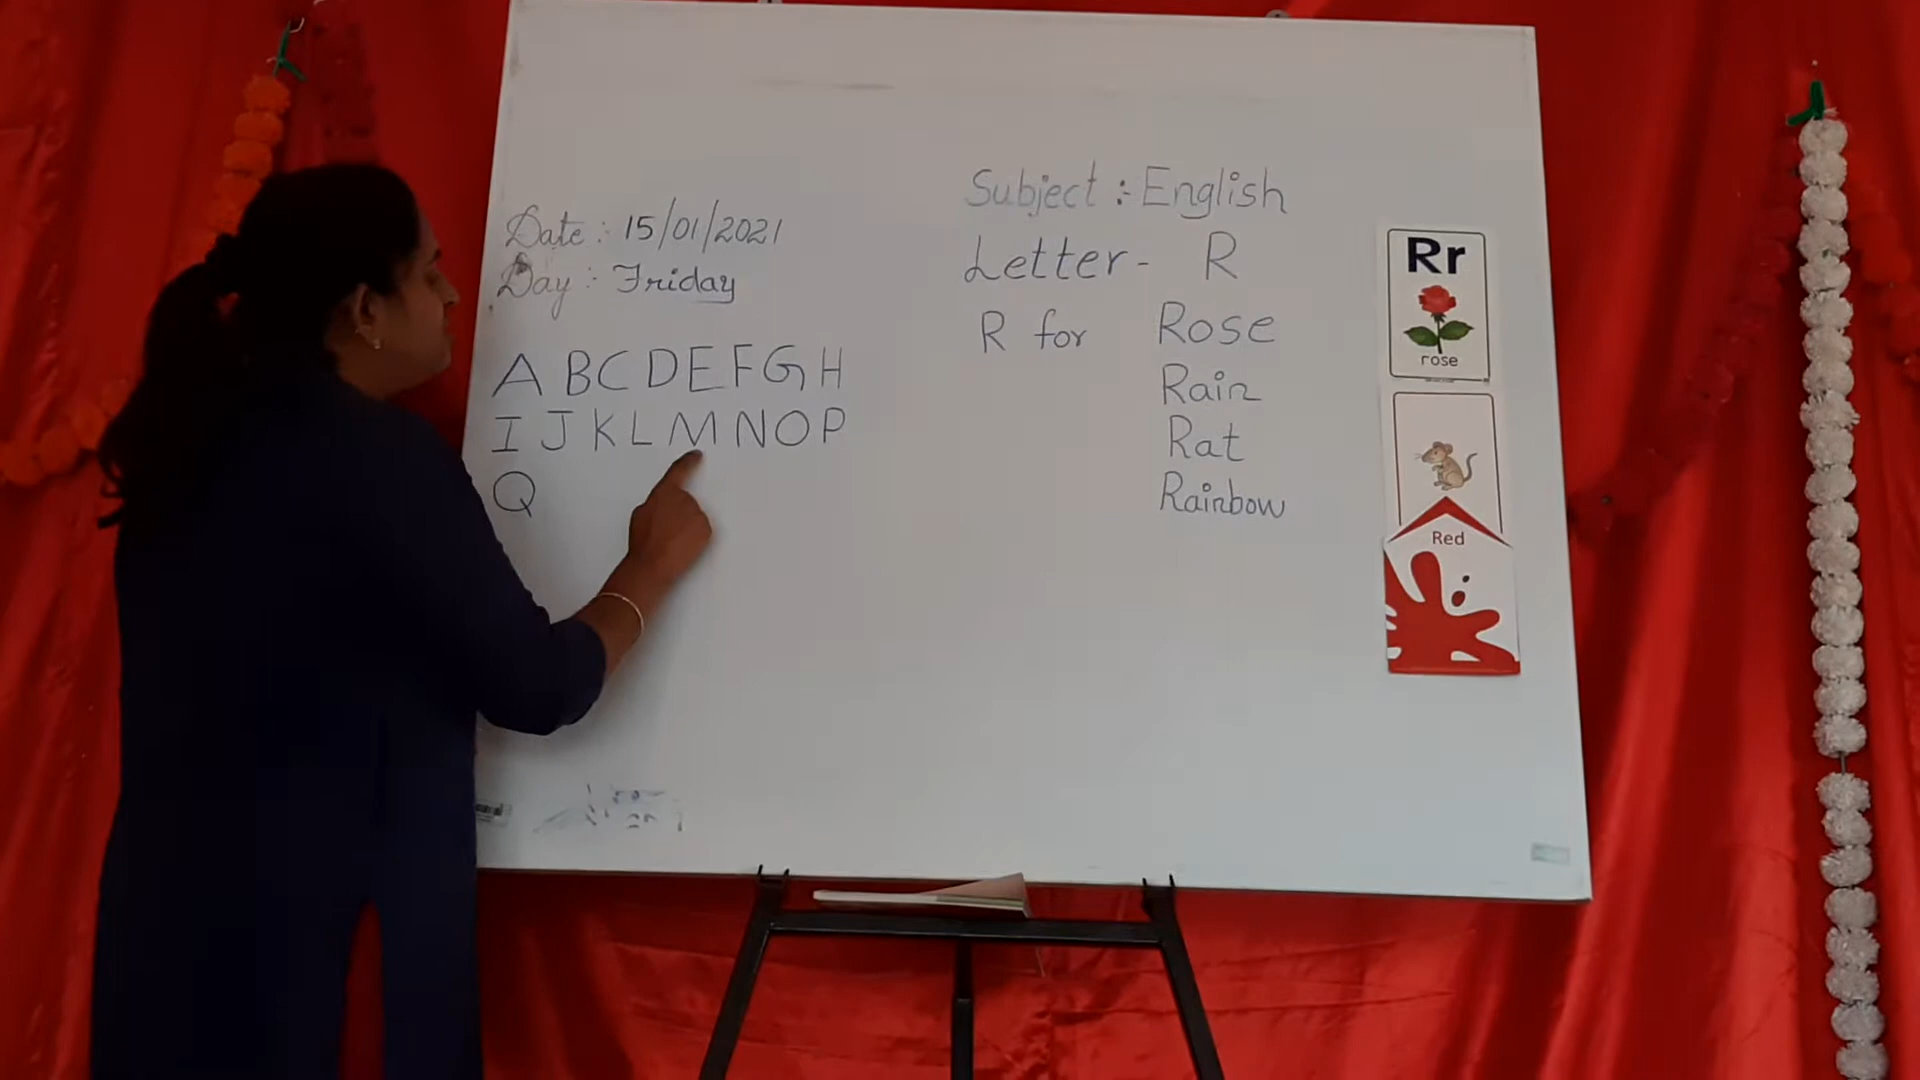 Date : 15/01/2021
Day : Friday
A B C D E F G H
I J K L M N O P
Q
Subject :- English
Letter - R
R for Rose
Rain
Rat
Rainbow
Rr
rose
Red